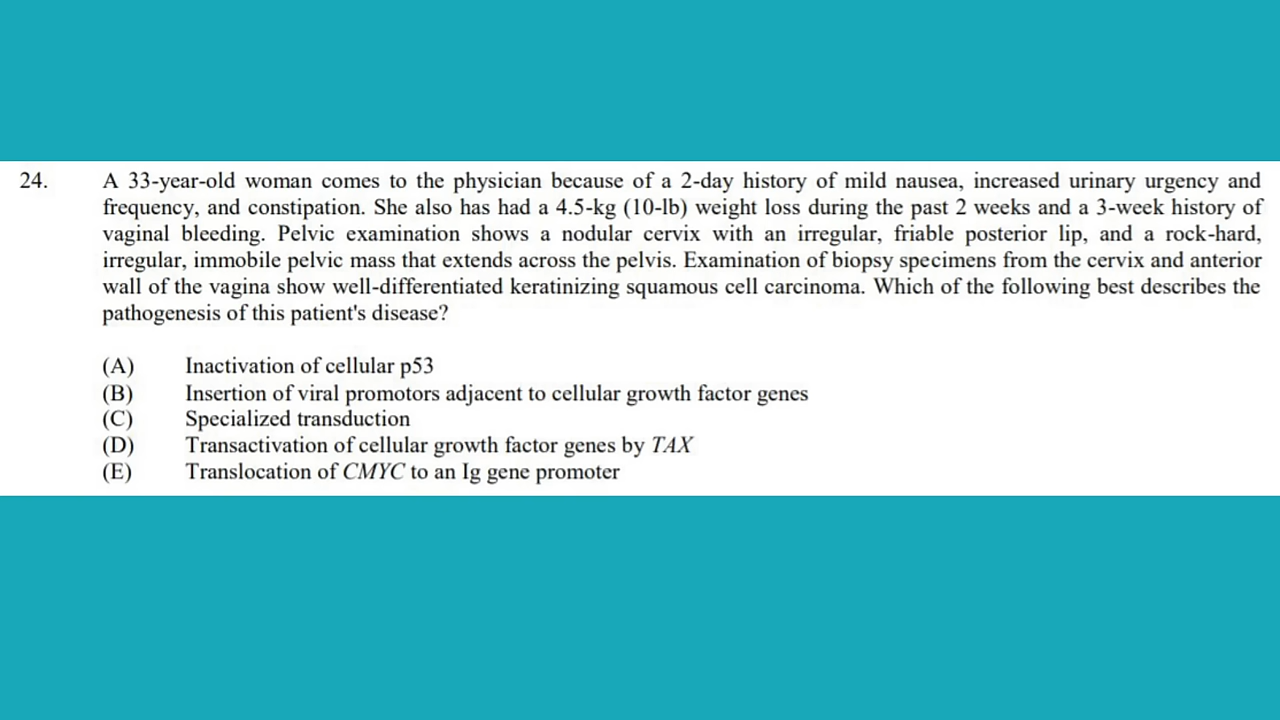 24. A 33-year-old woman comes to the physician because of a 2-day history of mild nausea, increased urinary urgency and
frequency, and constipation. She also has had a 4.5-kg (10-lb) weight loss during the past 2 weeks and a 3-week history of
vaginal bleeding. Pelvic examination shows a nodular cervix with an irregular, friable posterior lip, and a rock-hard,
irregular, immobile pelvic mass that extends across the pelvis. Examination of biopsy specimens from the cervix and anterior
wall of the vagina show well-differentiated keratinizing squamous cell carcinoma. Which of the following best describes the
pathogenesis of this patient's disease?
(A) Inactivation of cellular p53
(B) Insertion of viral promotors adjacent to cellular growth factor genes
(C) Specialized transduction
(D) Transactivation of cellular growth factor genes by TAX
(E) Translocation of CMYC to an Ig gene promoter